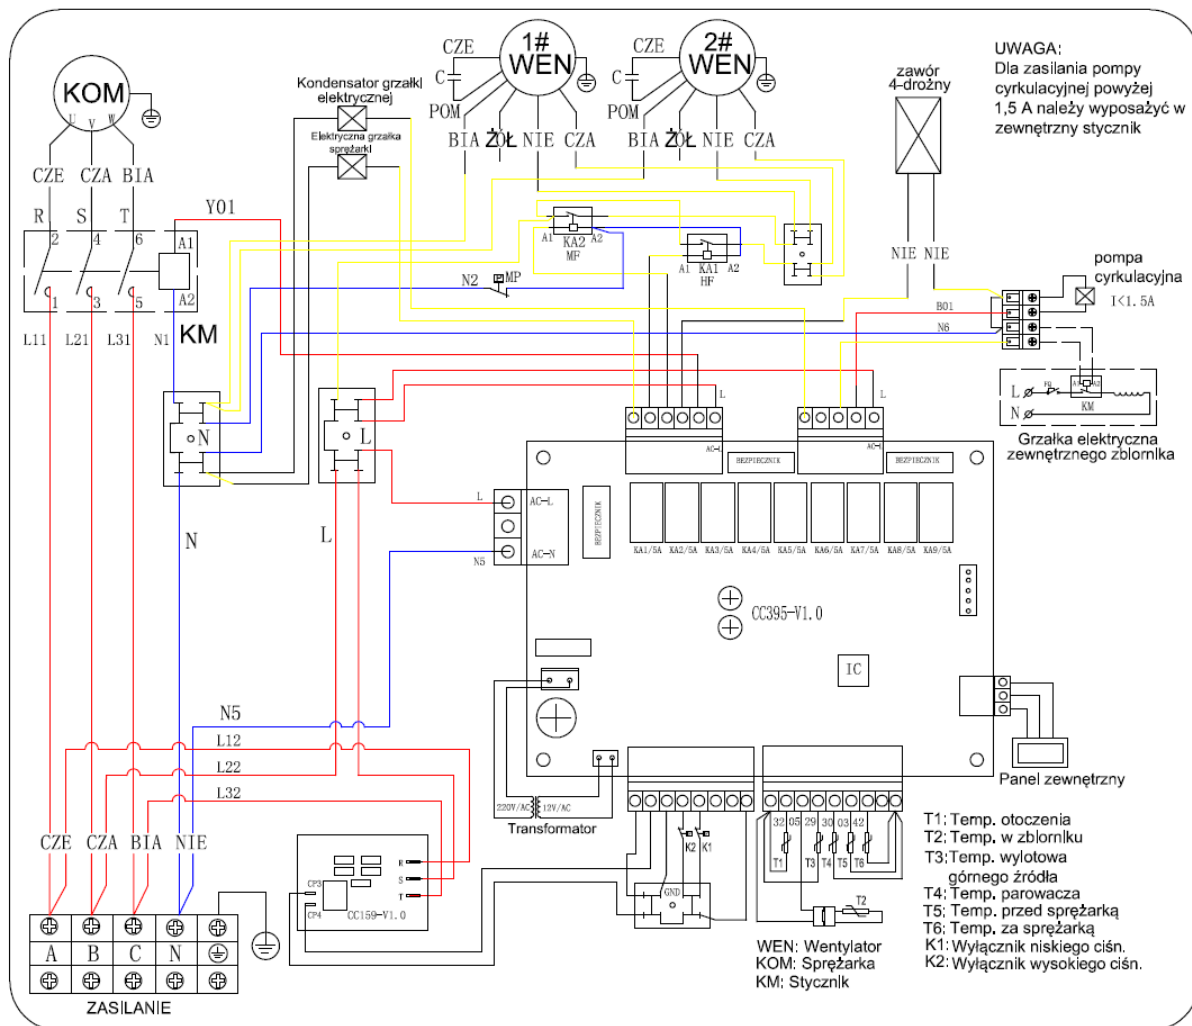 1#
WEN
2#
WEN
CZE
C
POM
CZE
C
POM
KOM
U
V
W
Kondensator grzałki
elektrycznej
Elektryczna grzałka
sprężarki
zawór
4-drożny
UWAGA:
Dla zasilania pompy
cyrkulacyjnej powyżej
1,5 A należy wyposażyć w
zewnętrzny stycznik
BIA ŻÓŁ NIE CZA
BIA ŻÓŁ NIE CZA
CZE CZA BIA
R S T
2 4 6
Y01
A1
A2
1 3 5
L11 L21 L31 N1
KM
A1 A2
KA2
MF
A1 A2
KA1
HF
N2
MP
NIE NIE
pompa
cyrkulacyjna
I<1.5A
B01
N6
L
N
FU
A1 A2
KM
Grzałka elektryczna
zewnętrznego zbiornika
N
L
L
L
AC-L
AC-L
BEZPIECZNIK
BEZPIECZNIK
BEZPIECZNIK
L
AC-L
N5
AC-N
KA1/5A KA2/5A KA3/5A KA4/5A KA5/5A KA6/5A KA7/5A KA8/5A KA9/5A
N
L
CC395-V1.0
IC
N5
L12
L22
L32
220V/AC
12V/AC
Transformator
Panel zewnętrzny
CZE CZA BIA NIE
CP3
CP4
R
S
T
CC159-V1.0
K2 K1
GND
32 05 29 30 03 42
T1 T3 T4 T5 T6
T2
T1: Temp. otoczenia
T2: Temp. w zbiorniku
T3: Temp. wylotowa
górnego źródła
T4: Temp. parowacza
T5: Temp. przed sprężarką
T6: Temp. za sprężarką
K1: Wyłącznik niskiego ciśn.
K2: Wyłącznik wysokiego ciśn.
WEN: Wentylator
KOM: Sprężarka
KM: Stycznik
A B C N
ZASILANIE